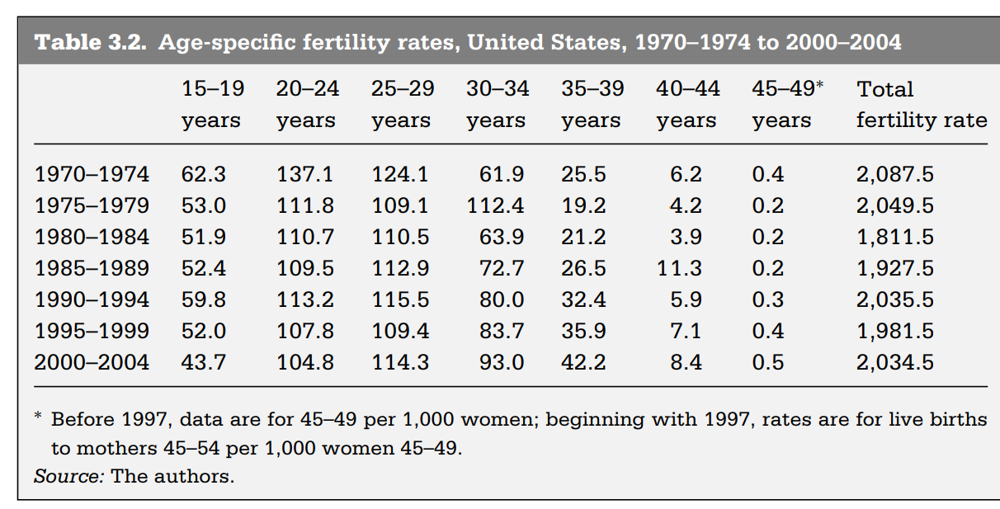 Table 3.2. Age-specific fertility rates, United States, 1970–1974 to 2000–2004
15–19 20–24 25–29 30–34 35–39 40–44 45–49* Total
years years years years years years years fertility rate
1970–1974 62.3 137.1 124.1 61.9 25.5 6.2 0.4 2,087.5
1975–1979 53.0 111.8 109.1 112.4 19.2 4.2 0.2 2,049.5
1980–1984 51.9 110.7 110.5 63.9 21.2 3.9 0.2 1,811.5
1985–1989 52.4 109.5 112.9 72.7 26.5 11.3 0.2 1,927.5
1990–1994 59.8 113.2 115.5 80.0 32.4 5.9 0.3 2,035.5
1995–1999 52.0 107.8 109.4 83.7 35.9 7.1 0.4 1,981.5
2000–2004 43.7 104.8 114.3 93.0 42.2 8.4 0.5 2,034.5
* Before 1997, data are for 45–49 per 1,000 women; beginning with 1997, rates are for live births
to mothers 45–54 per 1,000 women 45–49.
Source: The authors.